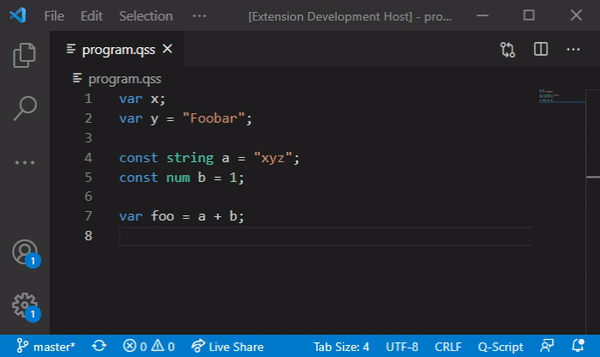 File Edit Selection ... [Extension Development Host] - pro...
program.qss
program.qss
1 var x;
2 var y = "Foobar";
3
4 const string a = "xyz";
5 const num b = 1;
6
7 var foo = a + b;
8
1
1
master* 0 0 Live Share Tab Size: 4 UTF-8 CRLF Q-Script